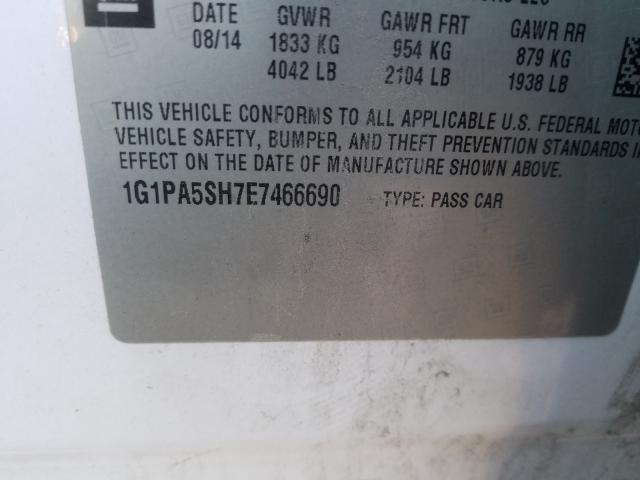 DATE GVWR GAWR FRT GAWR RR
08/14 1833 KG 954 KG 879 KG
4042 LB 2104 LB 1938 LB
THIS VEHICLE CONFORMS TO ALL APPLICABLE U.S. FEDERAL MOT
VEHICLE SAFETY, BUMPER, AND THEFT PREVENTION STANDARDS IN
EFFECT ON THE DATE OF MANUFACTURE SHOWN ABOVE.
1G1PA5SH7E7466690 TYPE: PASS CAR